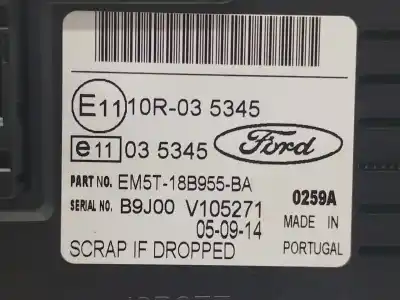 E11 10R-03 5345
e11 03 5345
Ford
PART NO. EM5T-18B955-BA
SERIAL NO. B9J00 V105271
0259A
05-09-14
MADE IN
PORTUGAL
SCRAP IF DROPPED